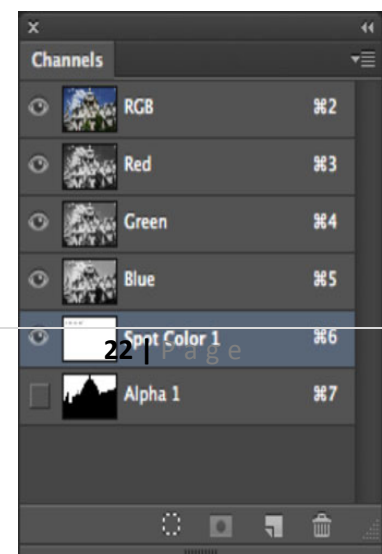 Channels
RGB ⌘2
Red ⌘3
Green ⌘4
Blue ⌘5
Spot Color 1 ⌘6
22 | Page
Alpha 1 ⌘7